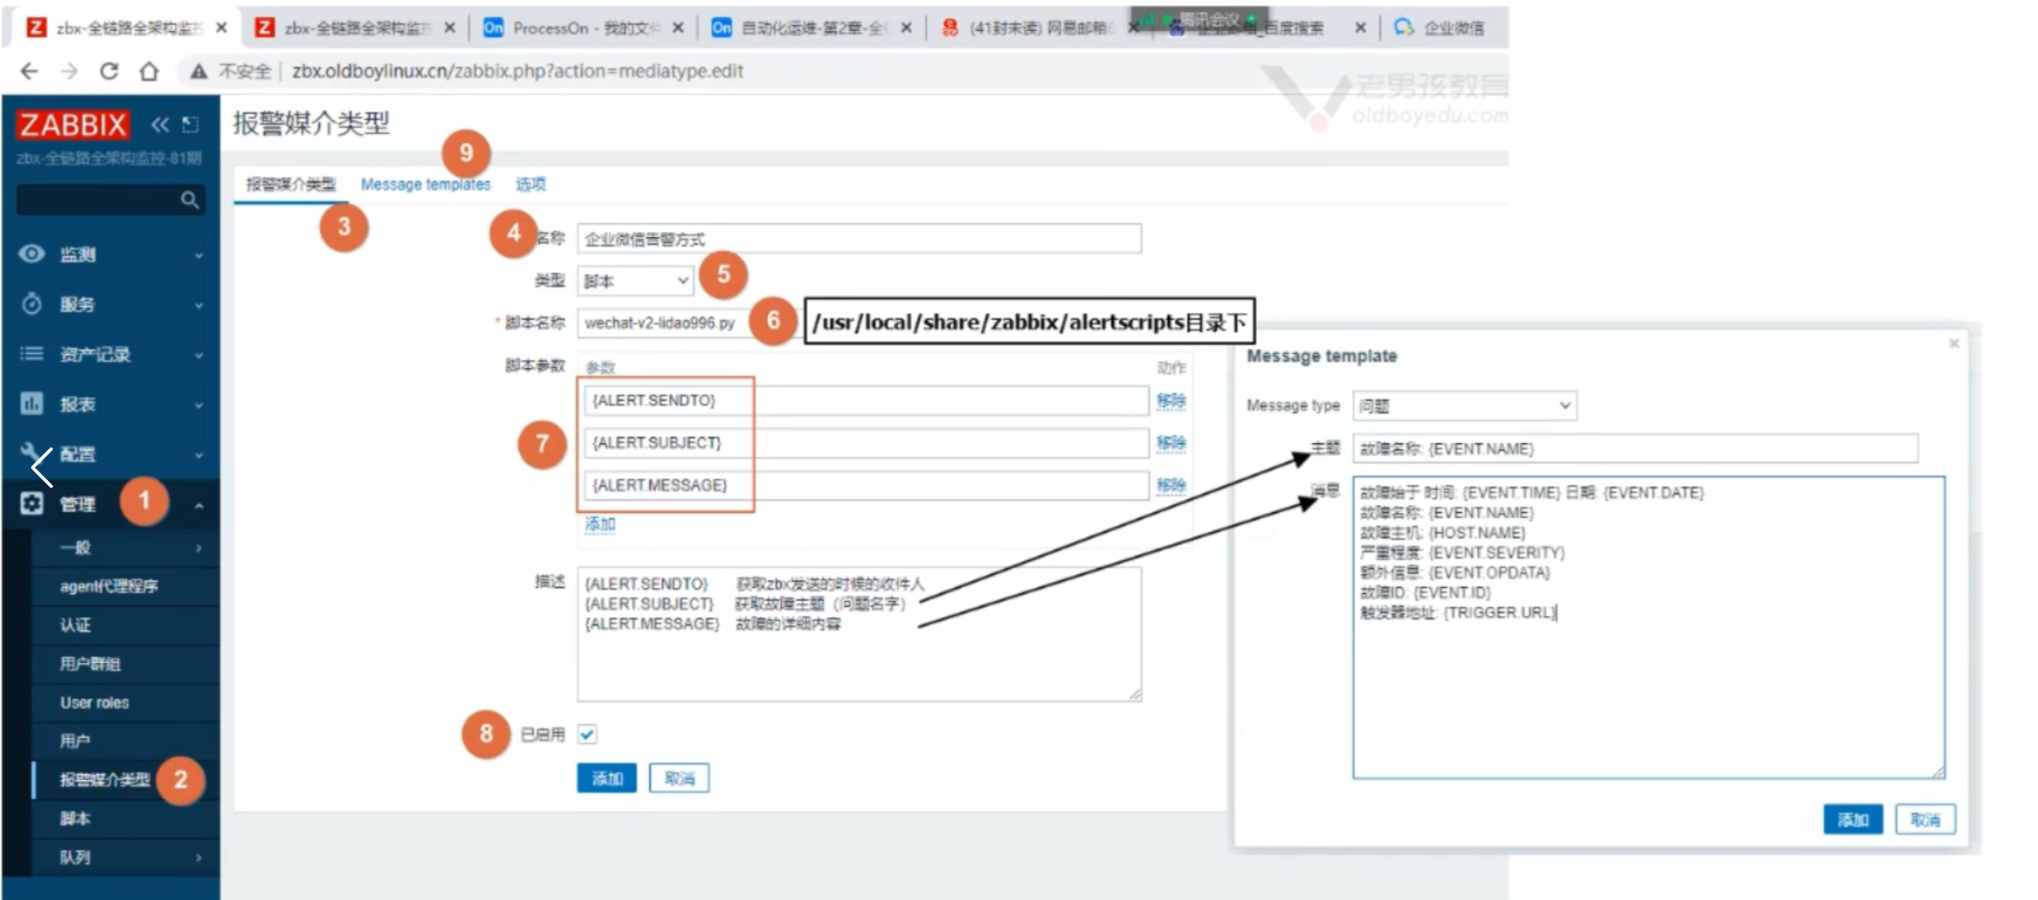 zbx-全链路全架构监控
zbx-全链路全架构监控
ProcessOn - 我的文件
自动化运维-第2章-全
(41封未读) 网易邮箱6
腾讯会议
百度搜索
企业微信
不安全 | zbx.oldboylinux.cn/zabbix.php?action=mediatype.edit
老男孩教育
oldboyedu.com
ZABBIX
zbx-全链路全架构监控-81期
报警媒介类型
9
报警媒介类型 Message templates 选项
3
监测
服务
资产记录
报表
配置
管理
1
一般
agent代理程序
认证
用户群组
User roles
用户
报警媒介类型
2
脚本
队列
4
名称 企业微信告警方式
类型 脚本
5
* 脚本名称 wechat-v2-lidao996.py
6
/usr/local/share/zabbix/alertscripts目录下
脚本参数 参数 动作
{ALERT.SENDTO} 移除
7
{ALERT.SUBJECT} 移除
{ALERT.MESSAGE} 移除
添加
描述 {ALERT.SENDTO} 获取zbx发送的时候的收件人
{ALERT.SUBJECT} 获取故障主题（问题名字）
{ALERT.MESSAGE} 故障的详细内容
8
已启用
添加 取消
Message template
Message type 问题
主题 故障名称: {EVENT.NAME}
消息 故障始于 时间: {EVENT.TIME} 日期: {EVENT.DATE}
故障名称: {EVENT.NAME}
故障主机: {HOST.NAME}
严重程度: {EVENT.SEVERITY}
额外信息: {EVENT.OPDATA}
故障ID: {EVENT.ID}
触发器地址: {TRIGGER.URL}
添加 取消